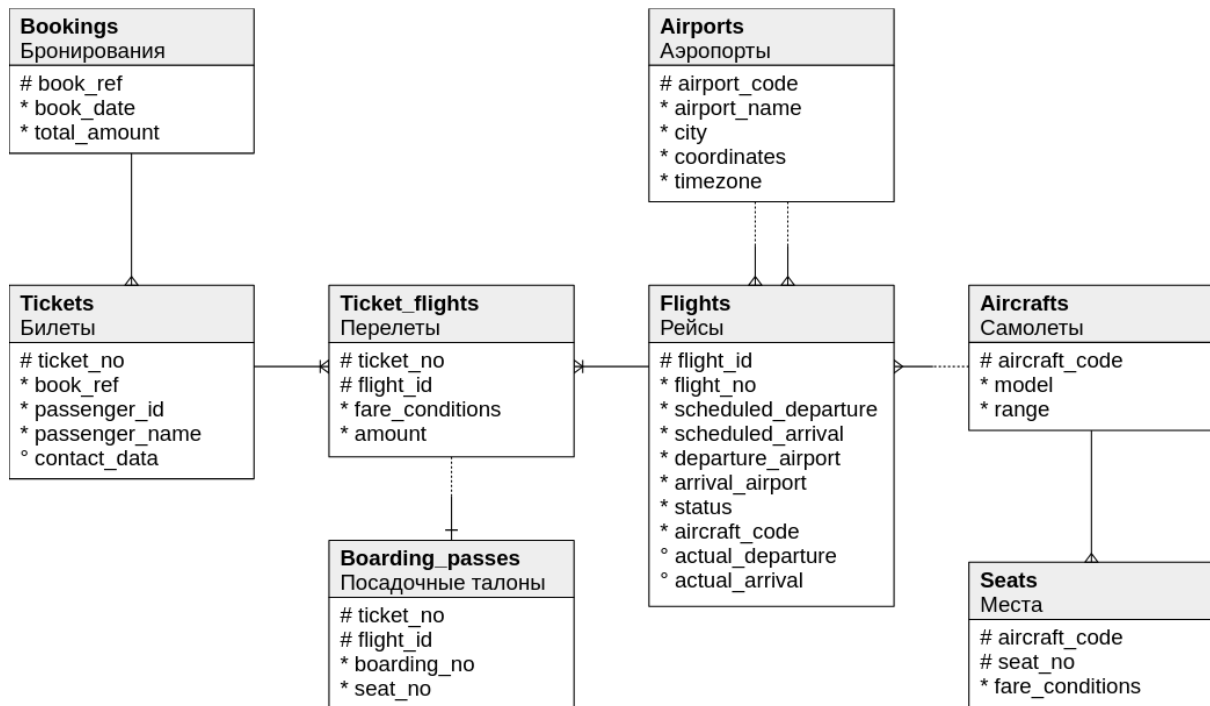 Bookings
Бронирования
# book_ref
* book_date
* total_amount
Airports
Аэропорты
# airport_code
* airport_name
* city
* coordinates
* timezone
Tickets
Билеты
# ticket_no
* book_ref
* passenger_id
* passenger_name
° contact_data
Ticket_flights
Перелеты
# ticket_no
# flight_id
* fare_conditions
* amount
Flights
Рейсы
# flight_id
* flight_no
* scheduled_departure
* scheduled_arrival
* departure_airport
* arrival_airport
* status
* aircraft_code
° actual_departure
° actual_arrival
Aircrafts
Самолеты
# aircraft_code
* model
* range
Boarding_passes
Посадочные талоны
# ticket_no
# flight_id
* boarding_no
* seat_no
Seats
Места
# aircraft_code
# seat_no
* fare_conditions